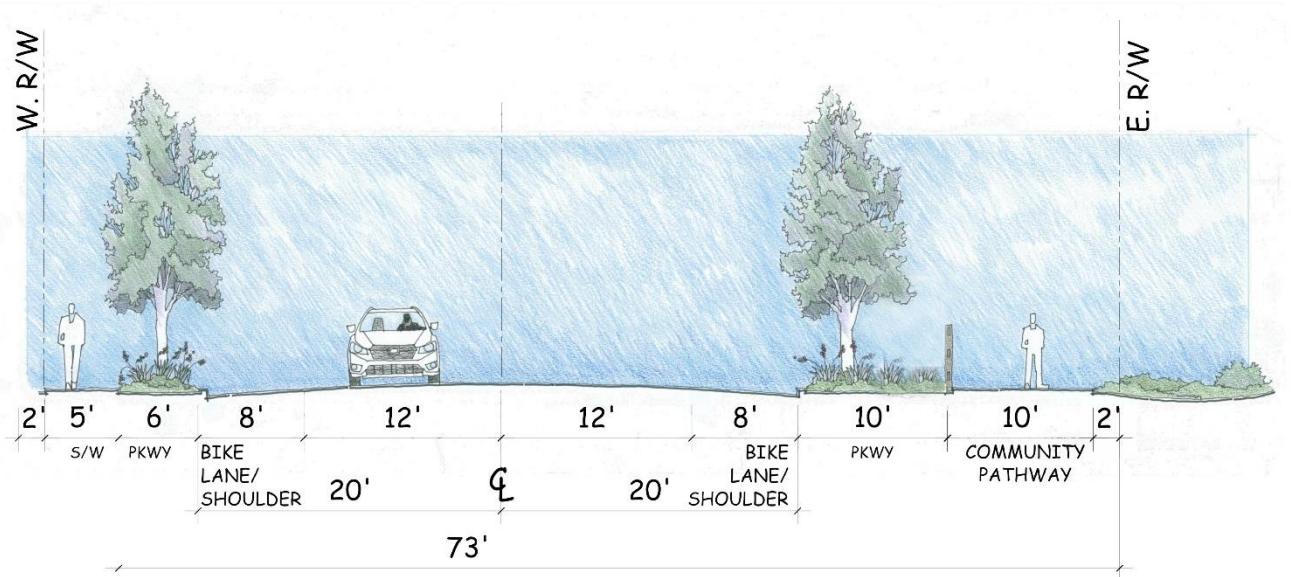 W. R/W
E. R/W
2' 5' 6' 8' 12' 12' 8' 10' 10' 2'
S/W PKWY BIKE LANE/ SHOULDER
20' ℄ 20'
BIKE LANE/ SHOULDER
PKWY
COMMUNITY
PATHWAY
73'